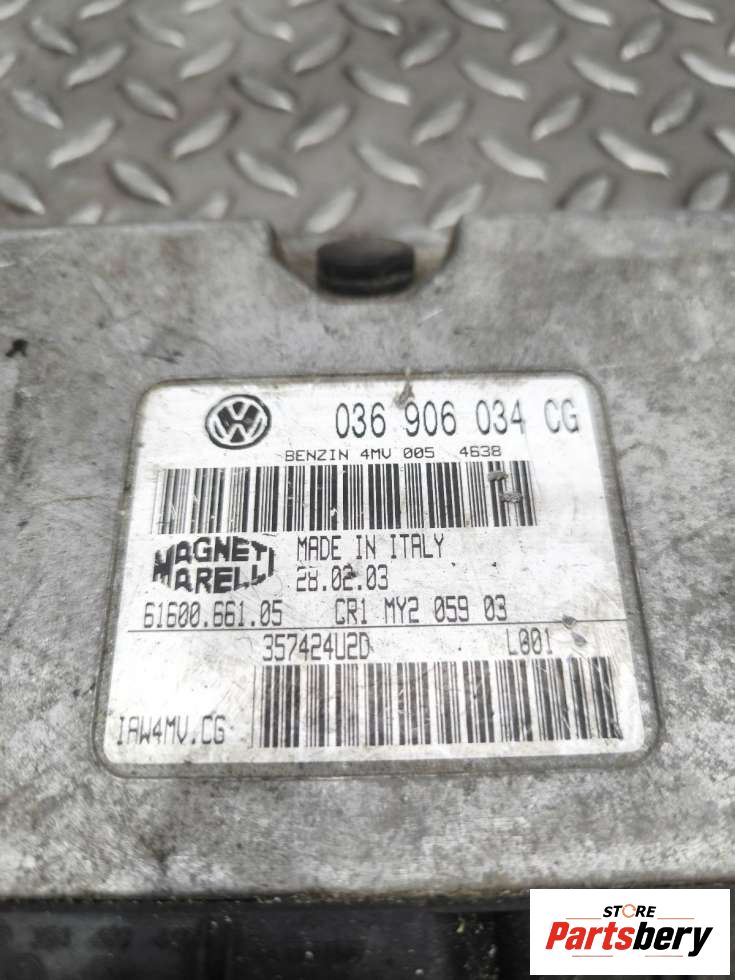 036 906 034 CG
BENZIN 4MV 005 4638
MAGNETI MARELLI
MADE IN ITALY
28.02.03
61600.661.05 CR1 MY2 059 03
357424U2D L001
IAW4MV.CG
STORE
Partsbery